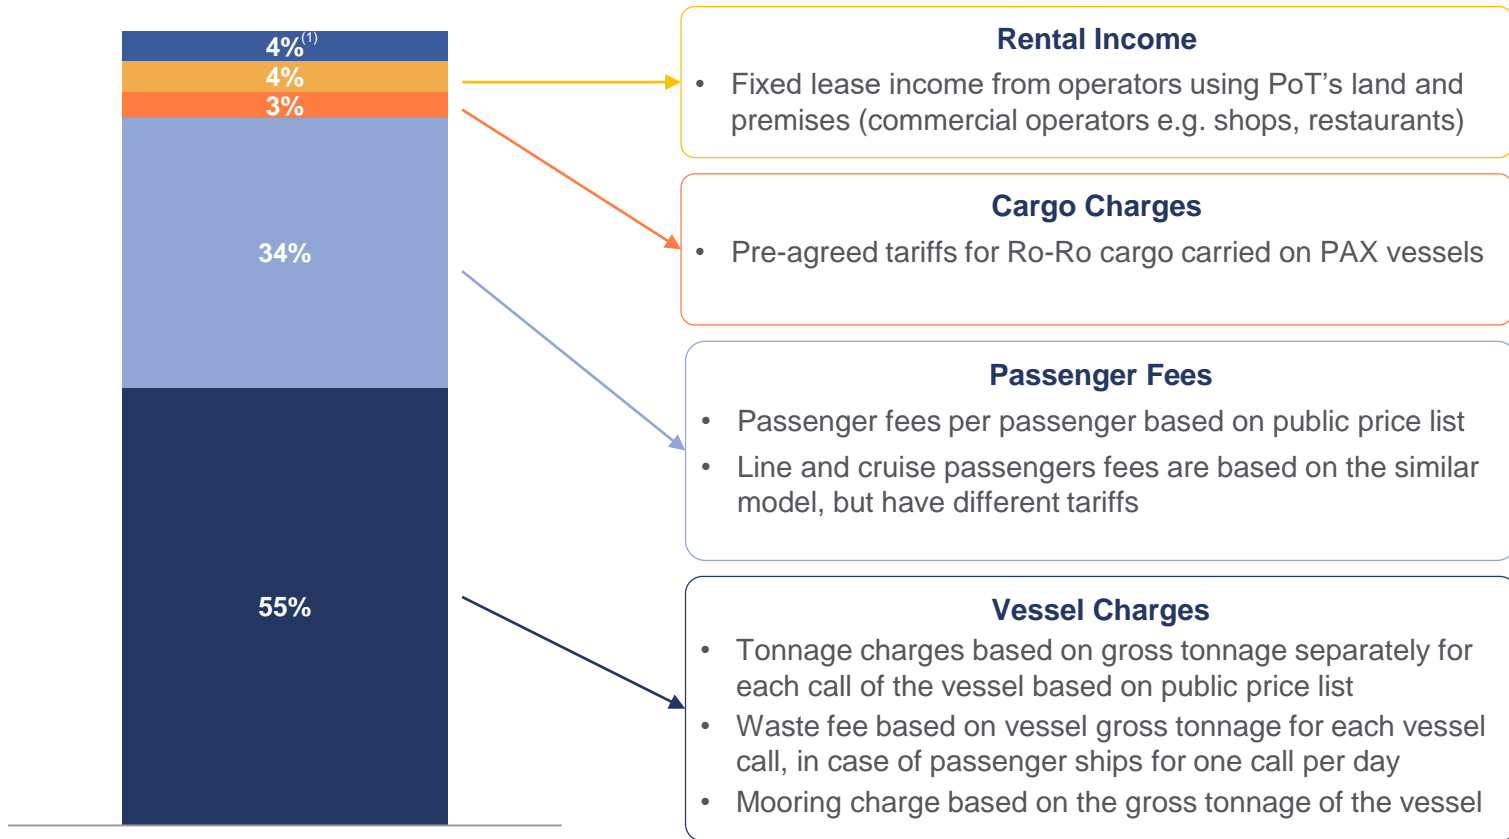 4%(1)
4%
3%
34%
55%
Rental Income
• Fixed lease income from operators using PoT’s land and
premises (commercial operators e.g. shops, restaurants)
Cargo Charges
• Pre-agreed tariffs for Ro-Ro cargo carried on PAX vessels
Passenger Fees
• Passenger fees per passenger based on public price list
• Line and cruise passengers fees are based on the similar
model, but have different tariffs
Vessel Charges
• Tonnage charges based on gross tonnage separately for
each call of the vessel based on public price list
• Waste fee based on vessel gross tonnage for each vessel
call, in case of passenger ships for one call per day
• Mooring charge based on the gross tonnage of the vessel